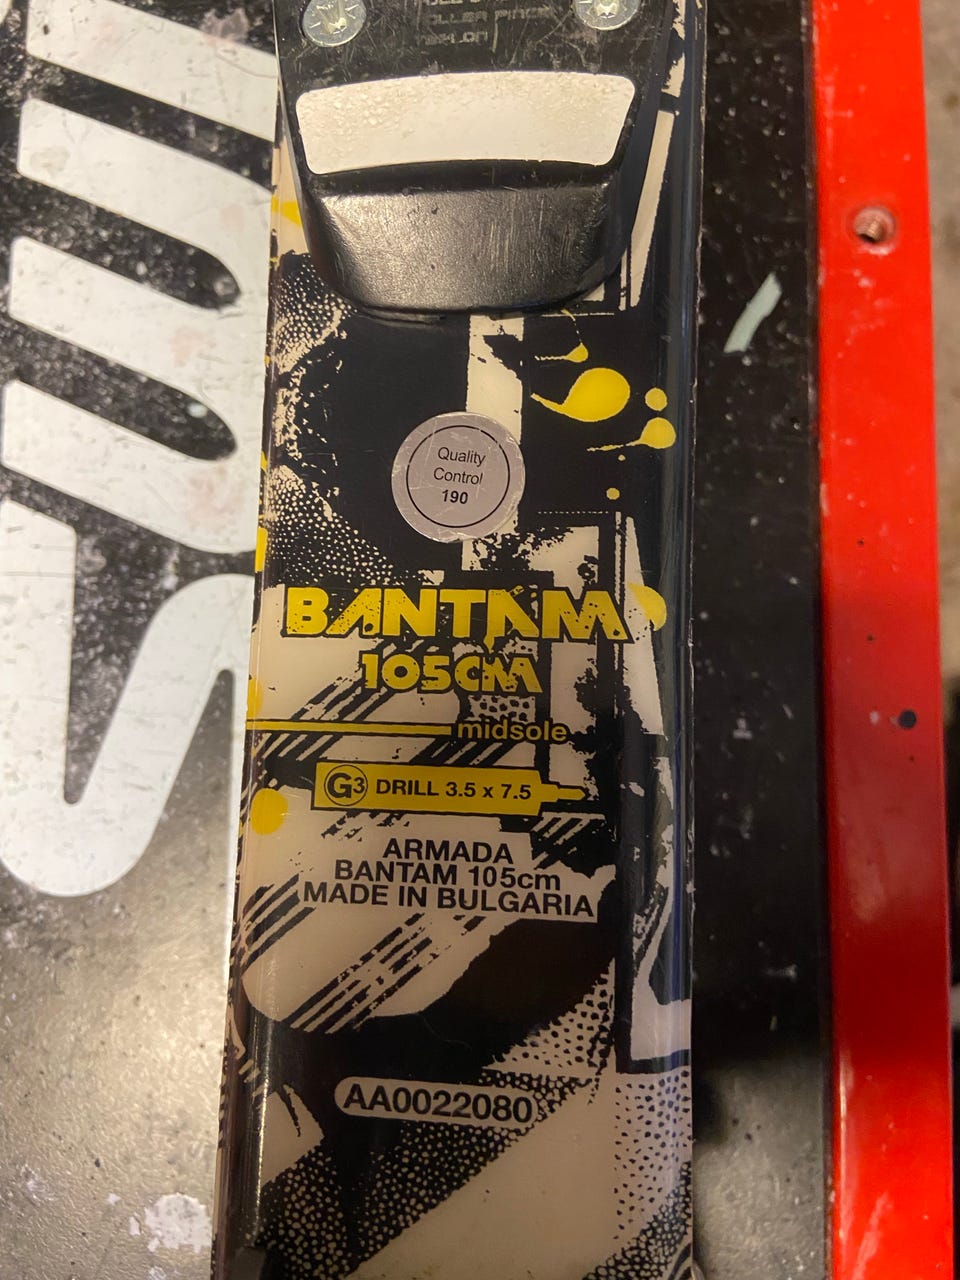 Quality
Control
190
BANTAM
105CM
midsole
G3 DRILL 3.5 x 7.5
ARMADA
BANTAM 105cm
MADE IN BULGARIA
AA0022080